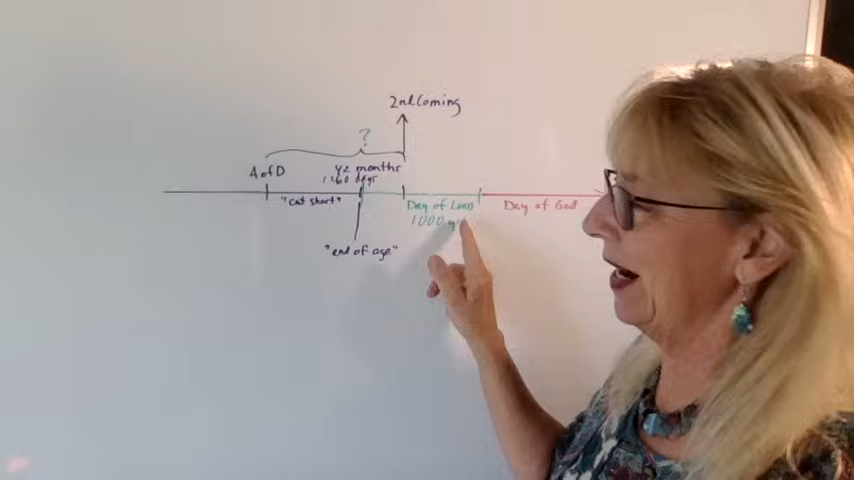 2nd Coming
?
A of D
42 months
1260 days
"cut short"
Day of Lord
Day of God
1000
"end of age"